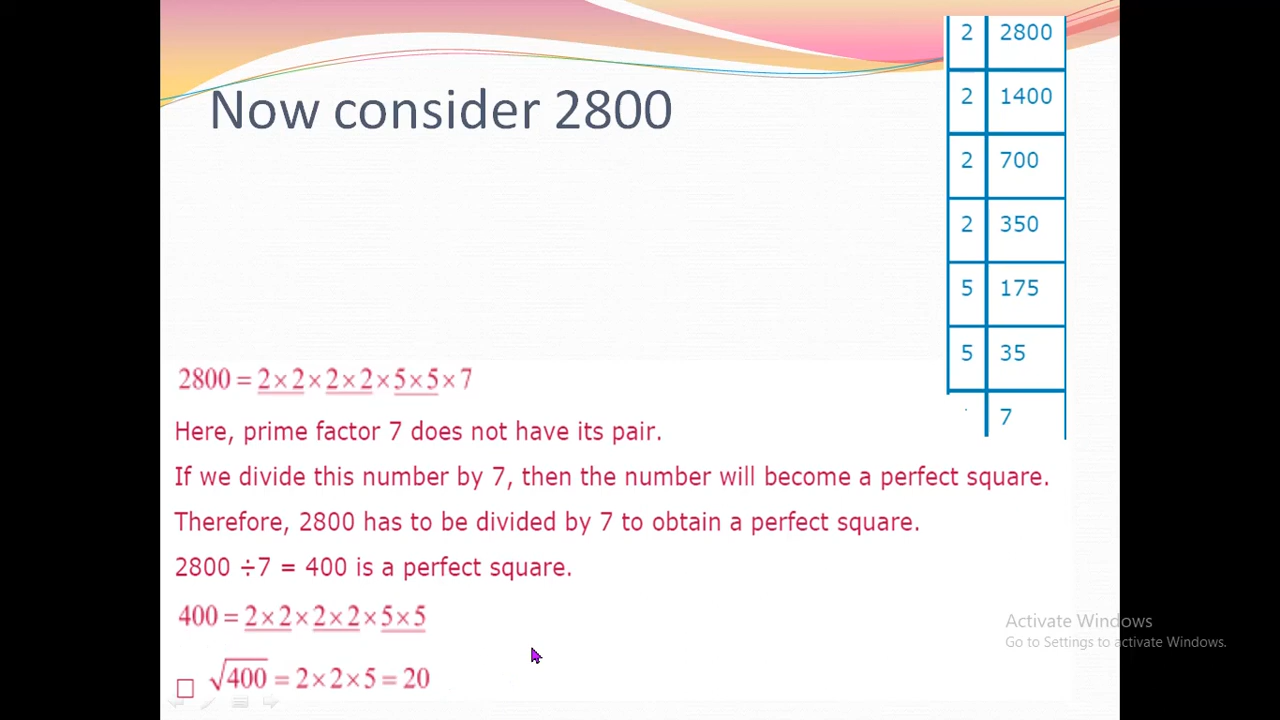 Now consider 2800
2 2800
2 1400
2 700
2 350
5 175
5 35
7
2800 = 2×2×2×2×5×5×7
Here, prime factor 7 does not have its pair.
If we divide this number by 7, then the number will become a perfect square.
Therefore, 2800 has to be divided by 7 to obtain a perfect square.
2800 ÷7 = 400 is a perfect square.
400 = 2×2×2×2×5×5
□ √400 = 2×2×5 = 20
Activate Windows
Go to Settings to activate Windows.